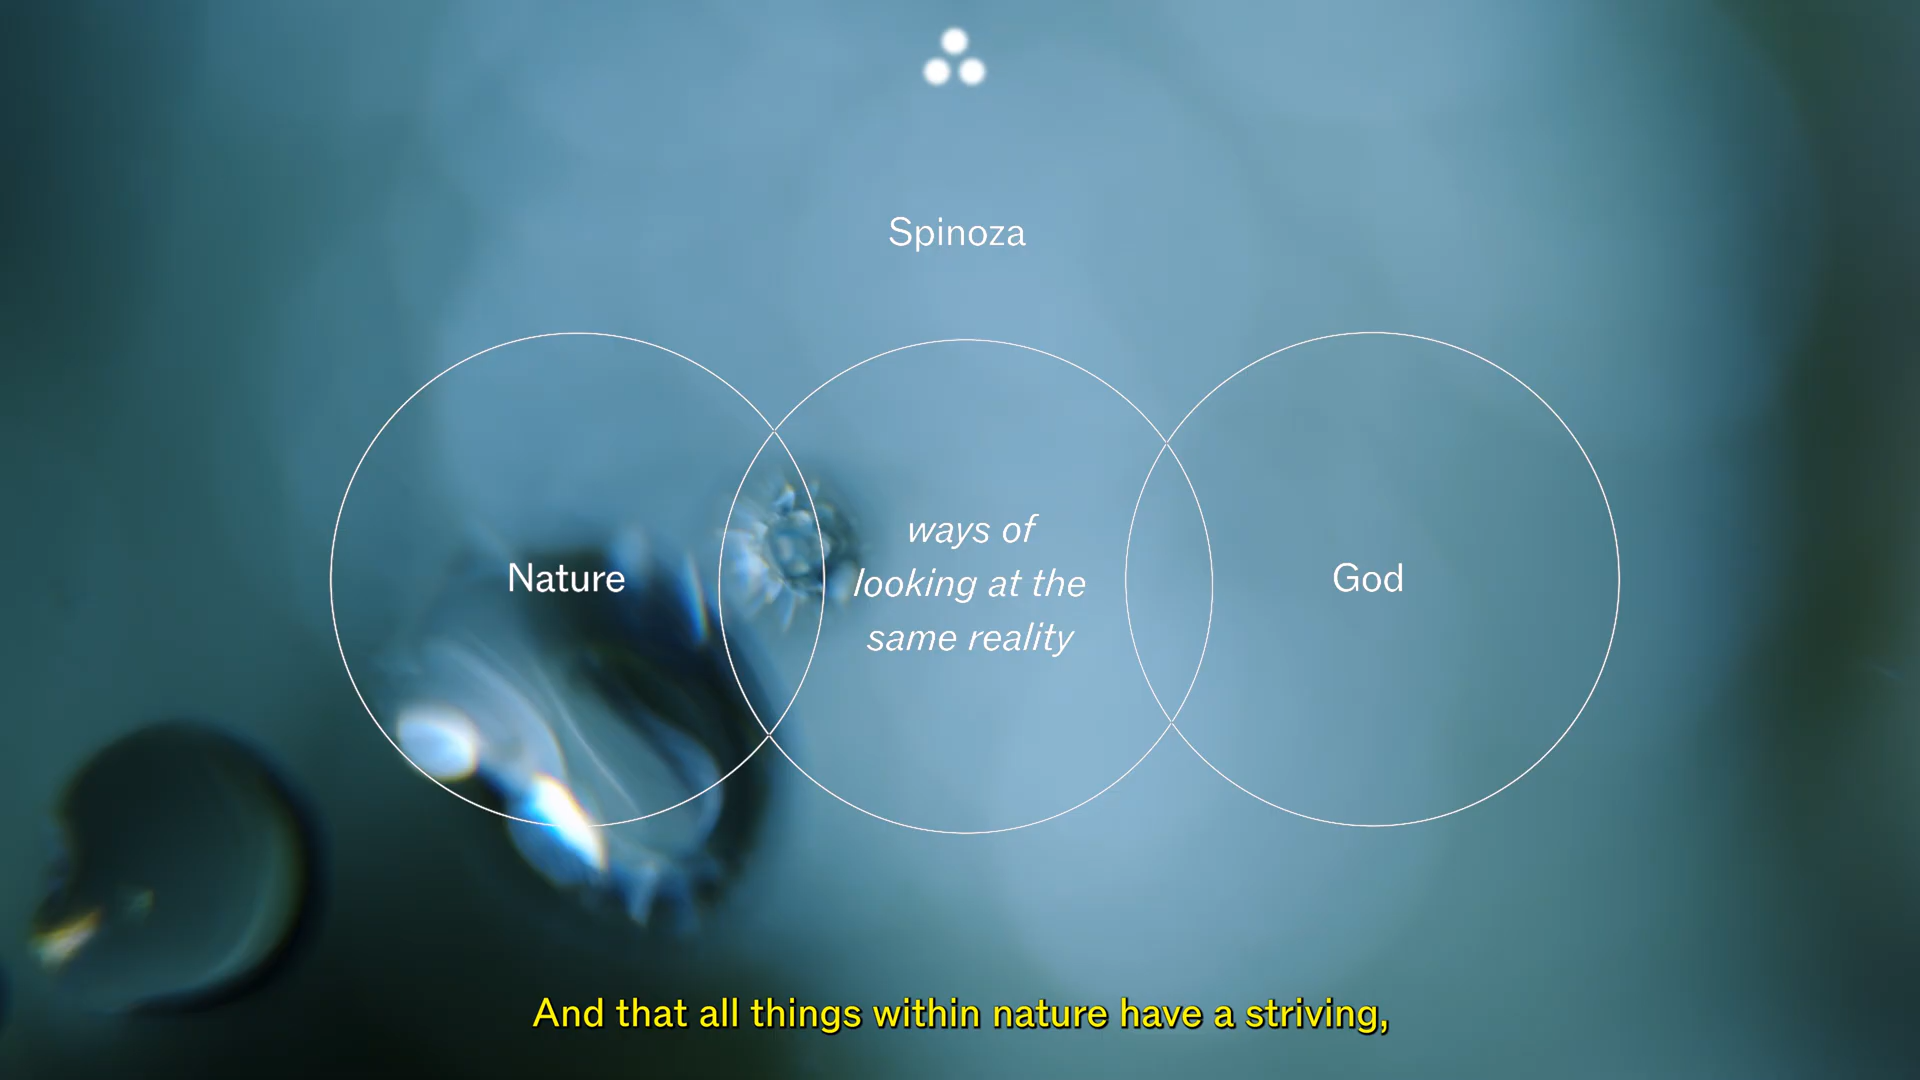 Spinoza
Nature
ways of
looking at the
same reality
God
And that all things within nature have a striving,